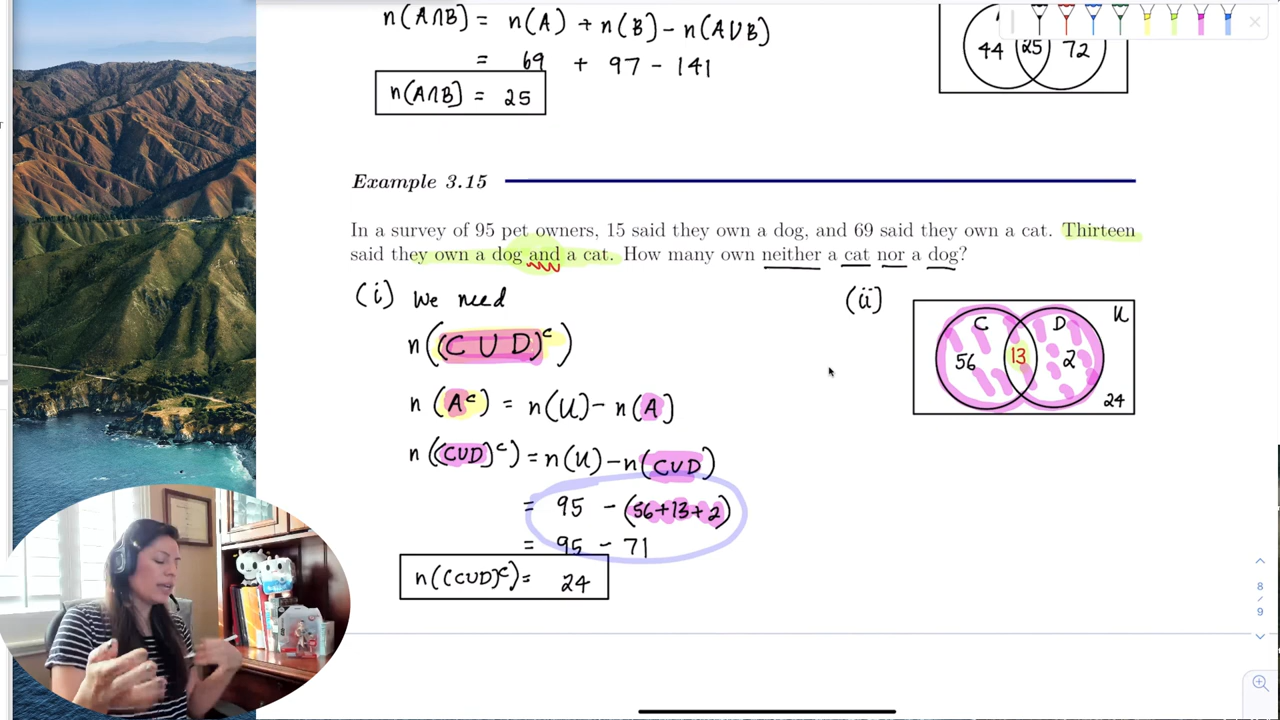 n(A∩B) = n(A) + n(B) - n(A∪B)
= 69 + 97 - 141
n(A∩B) = 25
44 25 72
Example 3.15
In a survey of 95 pet owners, 15 said they own a dog, and 69 said they own a cat. Thirteen
said they own a dog and a cat. How many own neither a cat nor a dog?
(i) We need
n((C ∪ D)ᶜ)
n(Aᶜ) = n(U) - n(A)
n((C∪D)ᶜ) = n(U) - n(C∪D)
= 95 - (56+13+2)
= 95 - 71
n((C∪D)ᶜ) = 24
(ii)
C D U
56 13 2
24
8
/
9